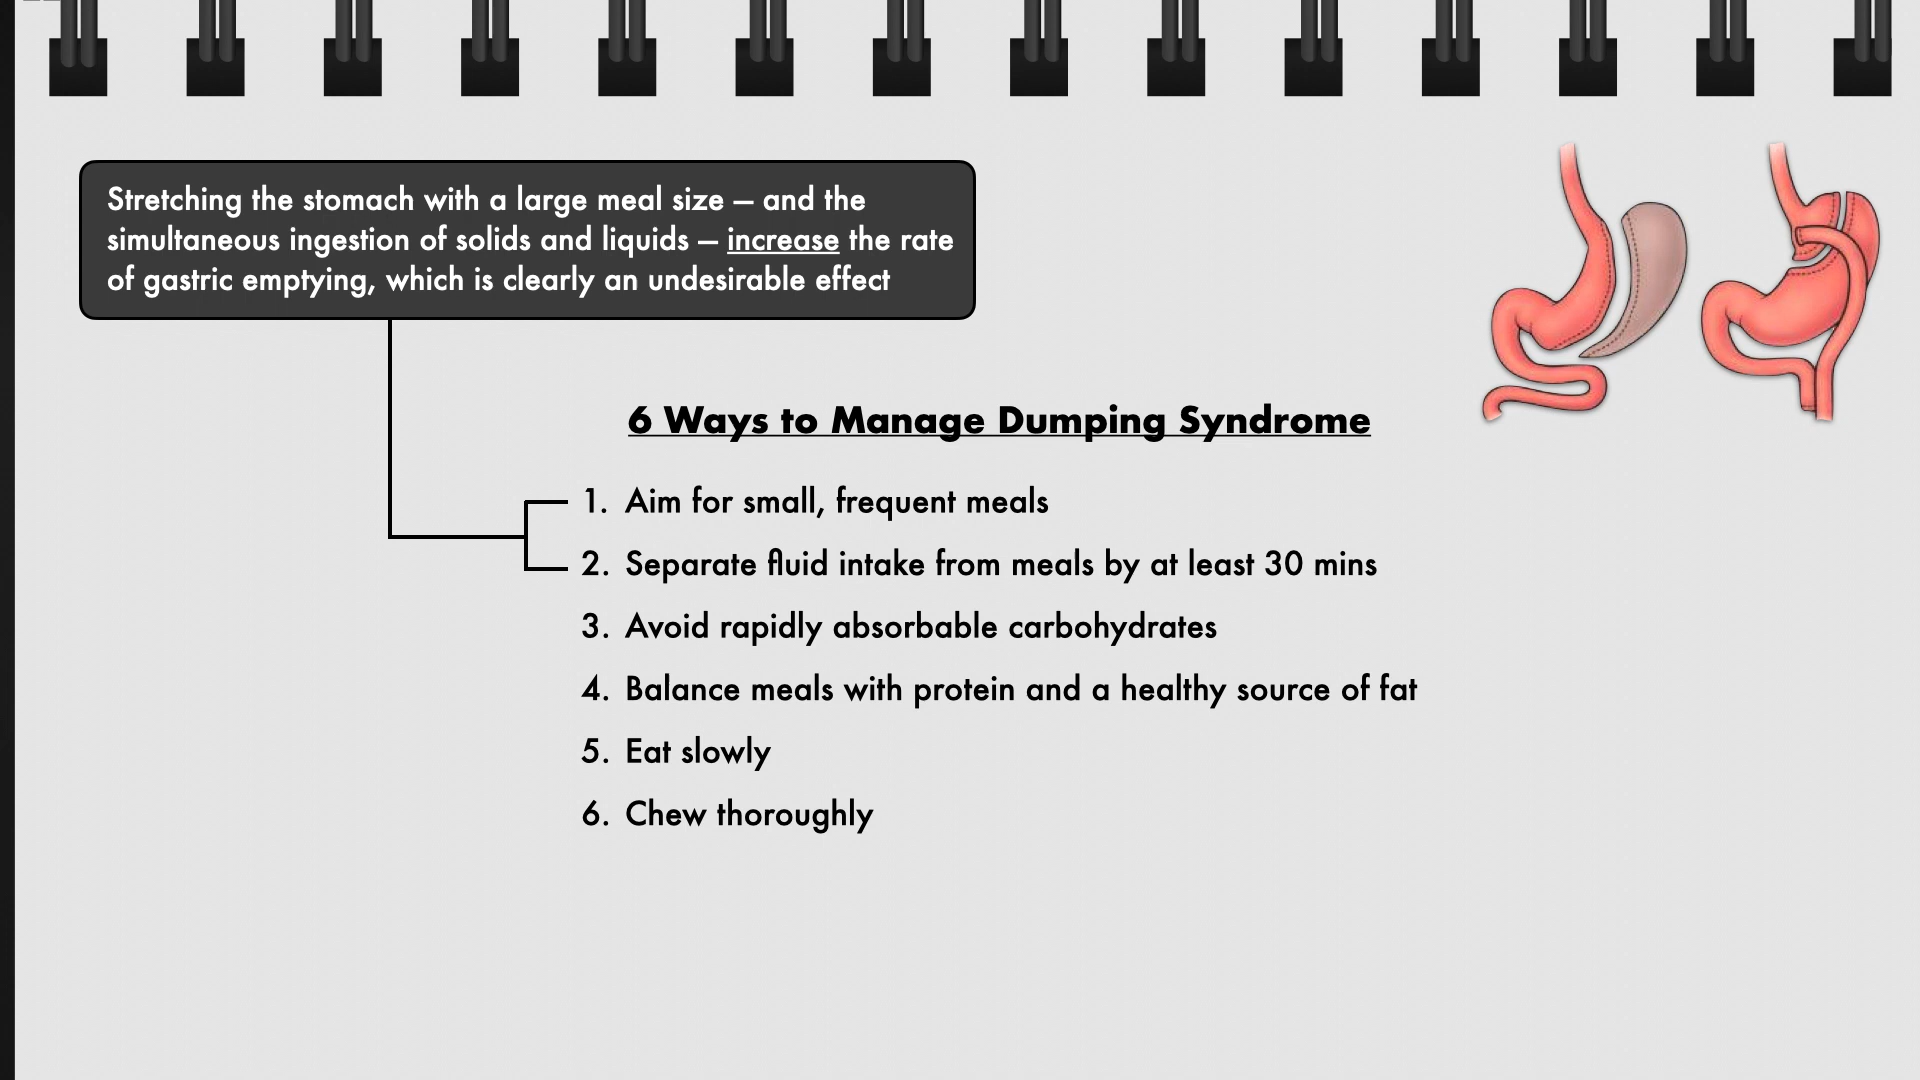 Stretching the stomach with a large meal size — and the
simultaneous ingestion of solids and liquids — increase the rate
of gastric emptying, which is clearly an undesirable effect
6 Ways to Manage Dumping Syndrome
1. Aim for small, frequent meals
2. Separate fluid intake from meals by at least 30 mins
3. Avoid rapidly absorbable carbohydrates
4. Balance meals with protein and a healthy source of fat
5. Eat slowly
6. Chew thoroughly